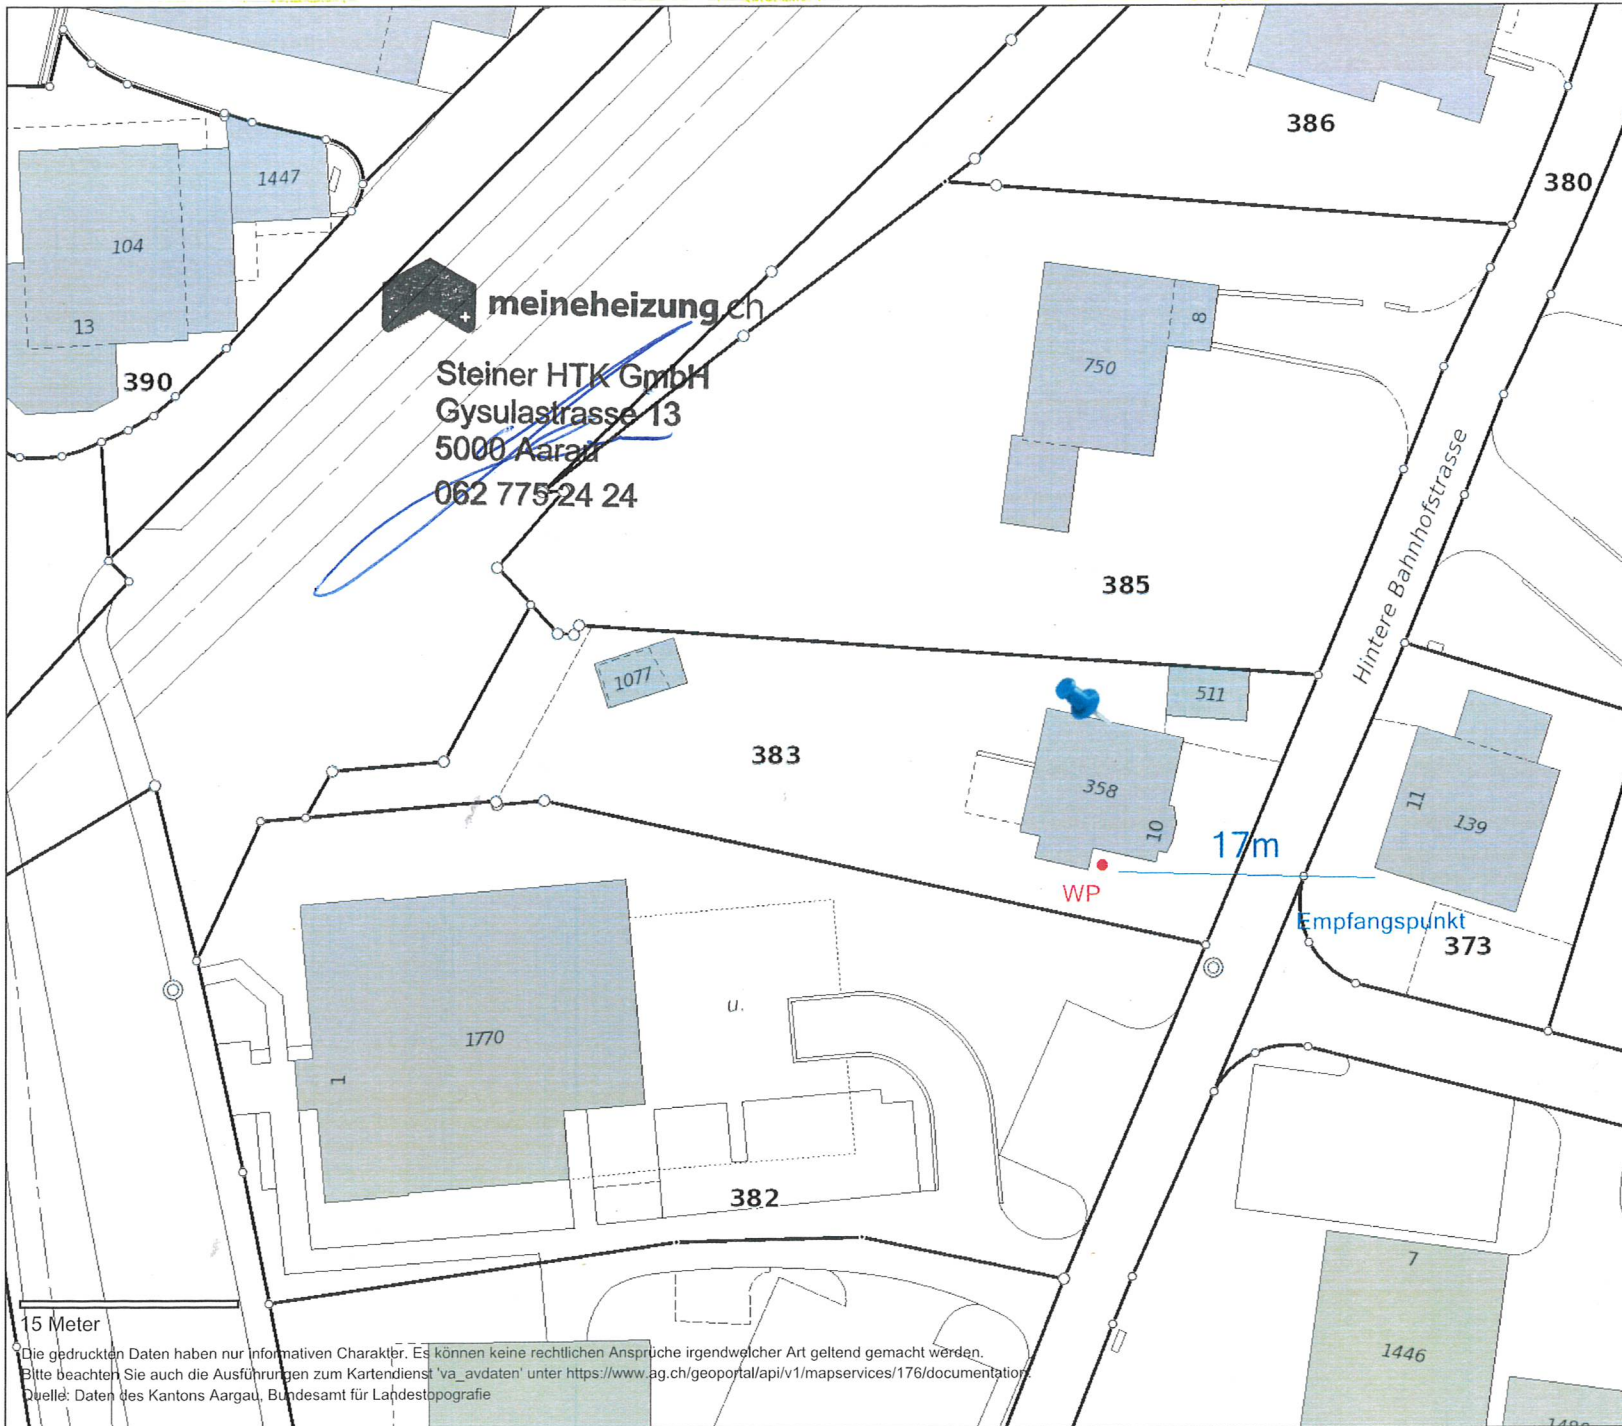 386
380
1447
104
13
390
meineheizung.ch
Steiner HTK GmbH
Gysulastrasse 13
5000 Aarau
062 775 24 24
8
750
Hintere Bahnhofstrasse
385
1077
511
383
358
10
11
139
17m
WP
Empfangspunkt
373
u.
1770
1
382
7
1446
15 Meter
Die gedruckten Daten haben nur informativen Charakter. Es können keine rechtlichen Ansprüche irgendwelcher Art geltend gemacht werden.
Bitte beachten Sie auch die Ausführungen zum Kartendienst 'va_avdaten' unter https://www.ag.ch/geoportal/api/v1/mapservices/176/documentation.
Quelle: Daten des Kantons Aargau, Bundesamt für Landestopografie